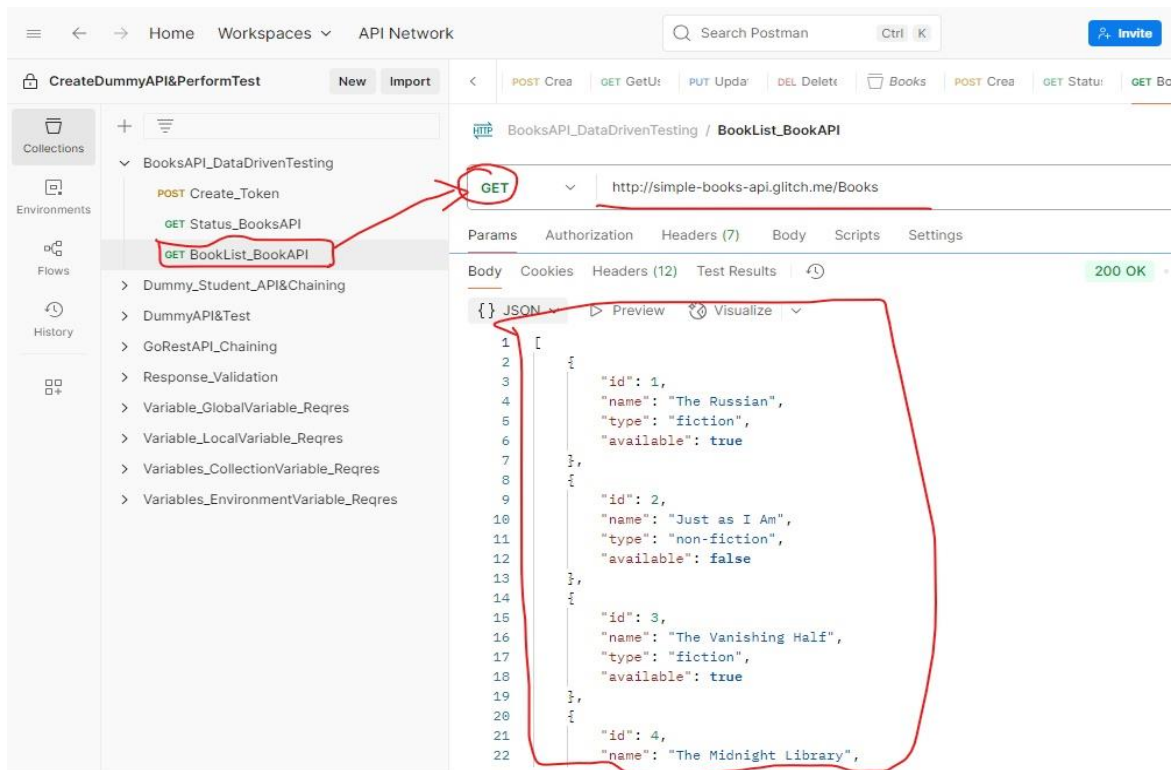 Home Workspaces API Network Search Postman Ctrl K Invite
CreateDummyAPI&PerformTest New Import
POST Crea GET GetUs PUT Upda DEL Delete Books POST Crea GET Statu GET Bo
Collections
Environments
Flows
History
BooksAPI_DataDrivenTesting
POST Create_Token
GET Status_BooksAPI
GET BookList_BookAPI
Dummy_Student_API&Chaining
DummyAPI&Test
GoRestAPI_Chaining
Response_Validation
Variable_GlobalVariable_Reqres
Variable_LocalVariable_Reqres
Variables_CollectionVariable_Reqres
Variables_EnvironmentVariable_Reqres
HTTP BooksAPI_DataDrivenTesting / BookList_BookAPI
GET http://simple-books-api.glitch.me/Books
Params Authorization Headers (7) Body Scripts Settings
Body Cookies Headers (12) Test Results 200 OK
{} JSON Preview Visualize
1 [
2 {
3 "id": 1,
4 "name": "The Russian",
5 "type": "fiction",
6 "available": true
7 },
8 {
9 "id": 2,
10 "name": "Just as I Am",
11 "type": "non-fiction",
12 "available": false
13 },
14 {
15 "id": 3,
16 "name": "The Vanishing Half",
17 "type": "fiction",
18 "available": true
19 },
20 {
21 "id": 4,
22 "name": "The Midnight Library",